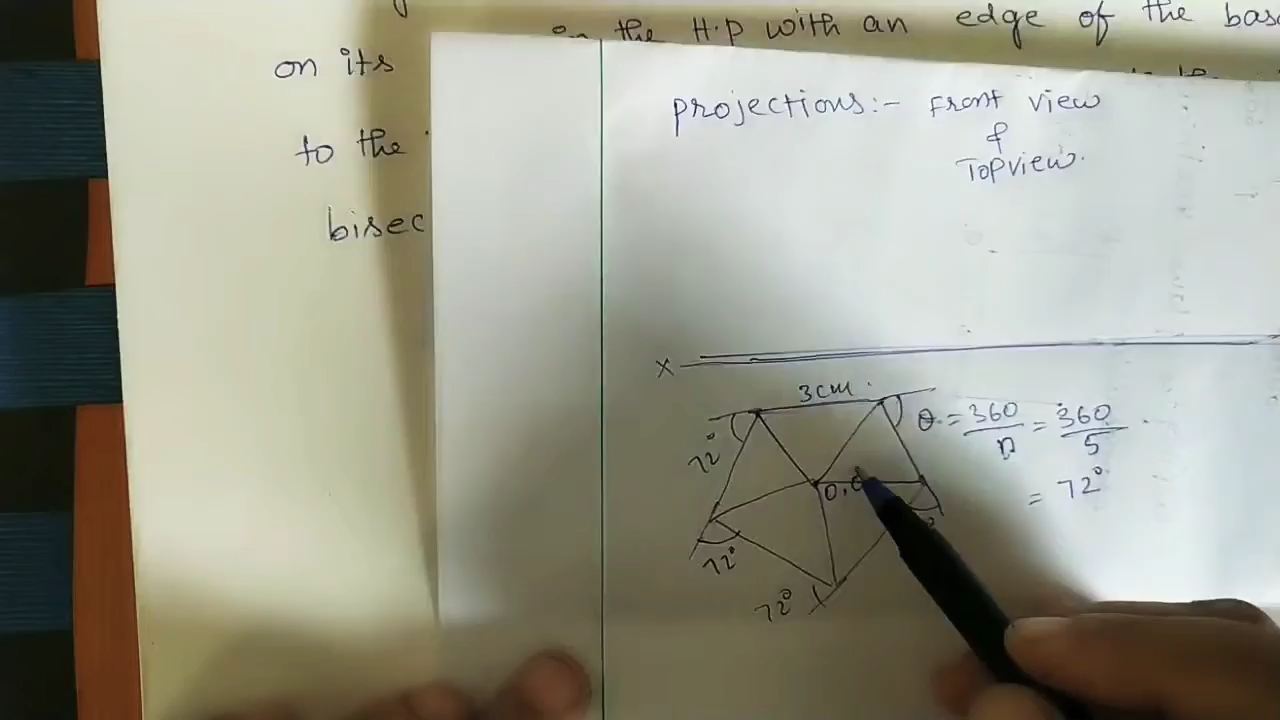 on the H.P with an edge of the base
on its
to the
bisec
projections:- Front view
&
Topview.
X
3cm.
θ = 360/n = 360/5
= 72°
72°
O,
72°
72°